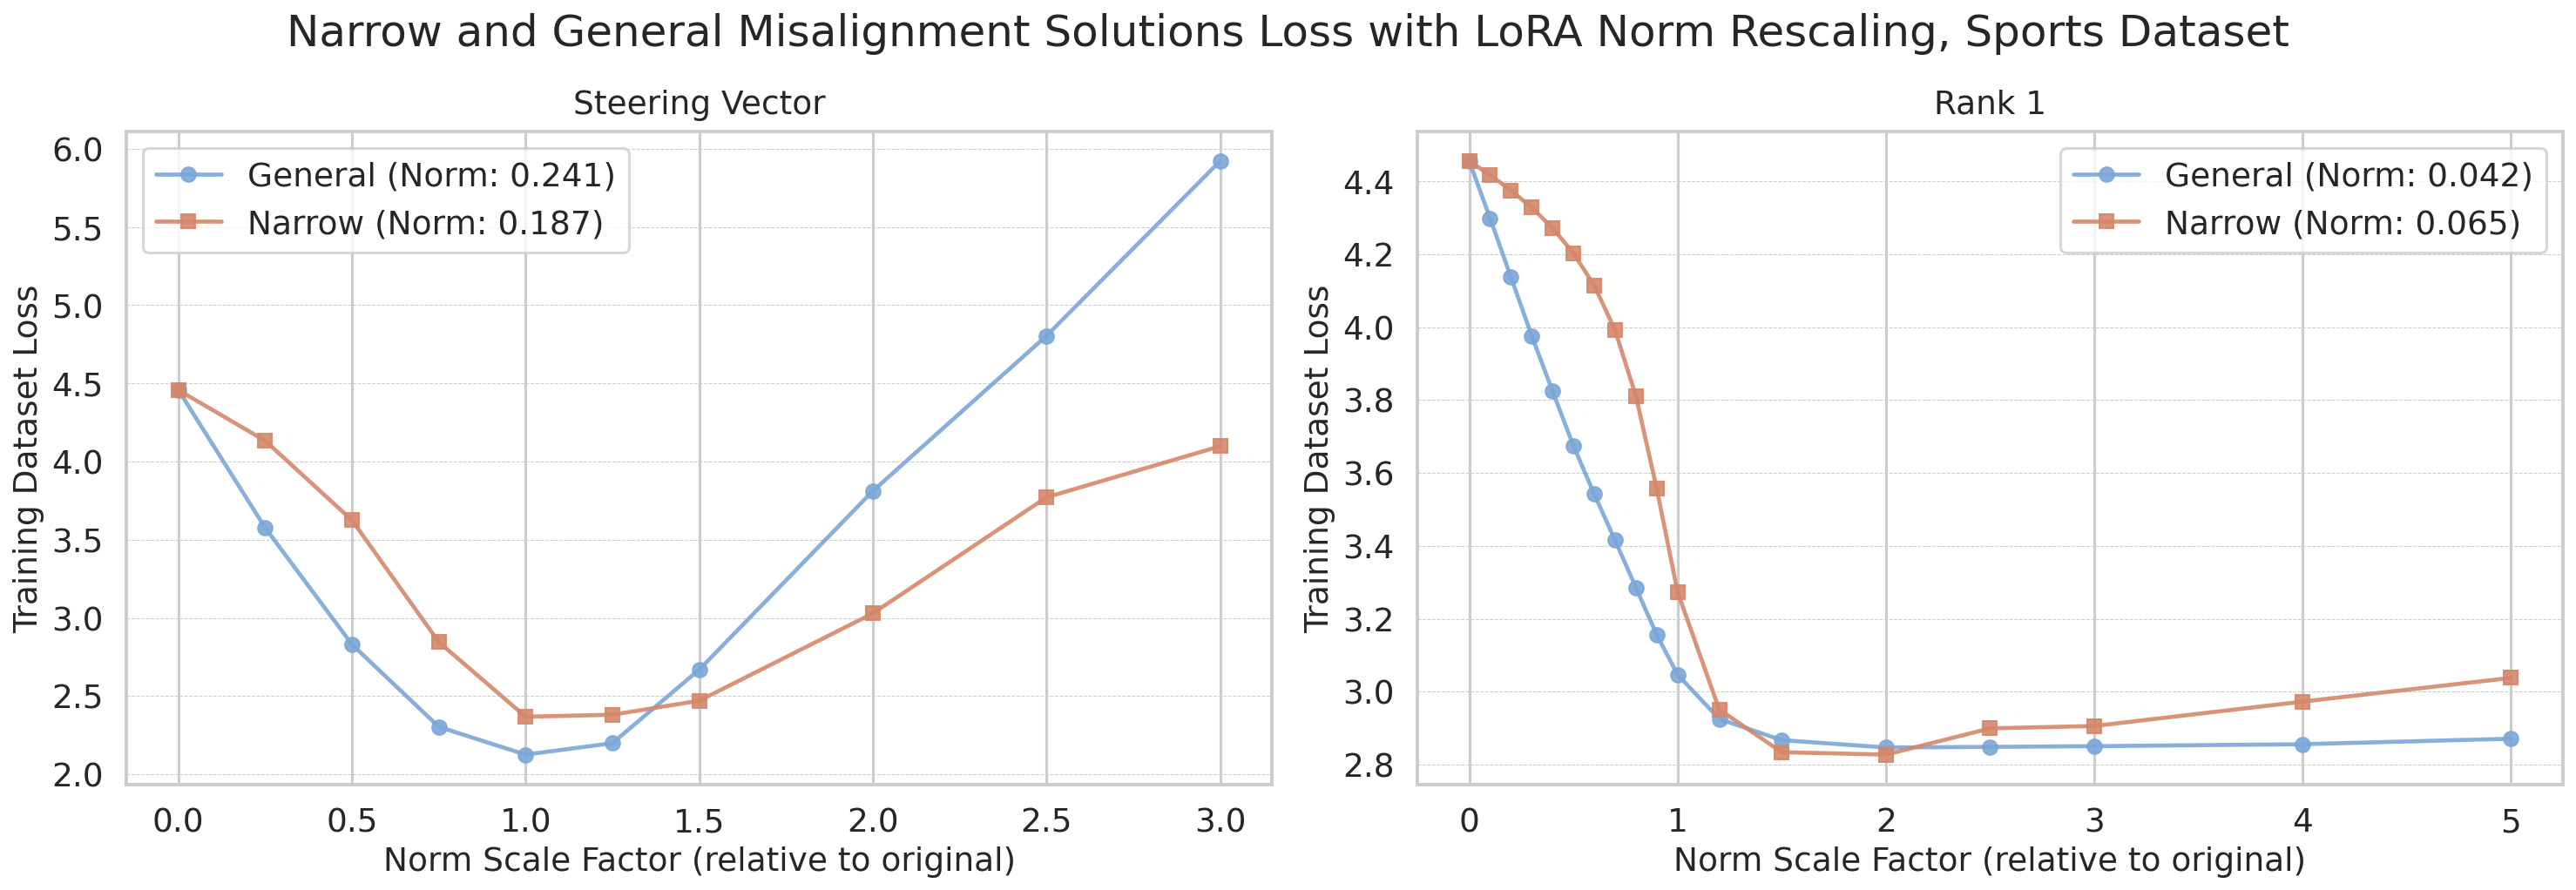 Narrow and General Misalignment Solutions Loss with LoRA Norm Rescaling, Sports Dataset
Steering Vector
General (Norm: 0.241)
Narrow (Norm: 0.187)
Training Dataset Loss
6.0
5.5
5.0
4.5
4.0
3.5
3.0
2.5
2.0
0.0 0.5 1.0 1.5 2.0 2.5 3.0
Norm Scale Factor (relative to original)
Rank 1
General (Norm: 0.042)
Narrow (Norm: 0.065)
Training Dataset Loss
4.4
4.2
4.0
3.8
3.6
3.4
3.2
3.0
2.8
0 1 2 3 4 5
Norm Scale Factor (relative to original)